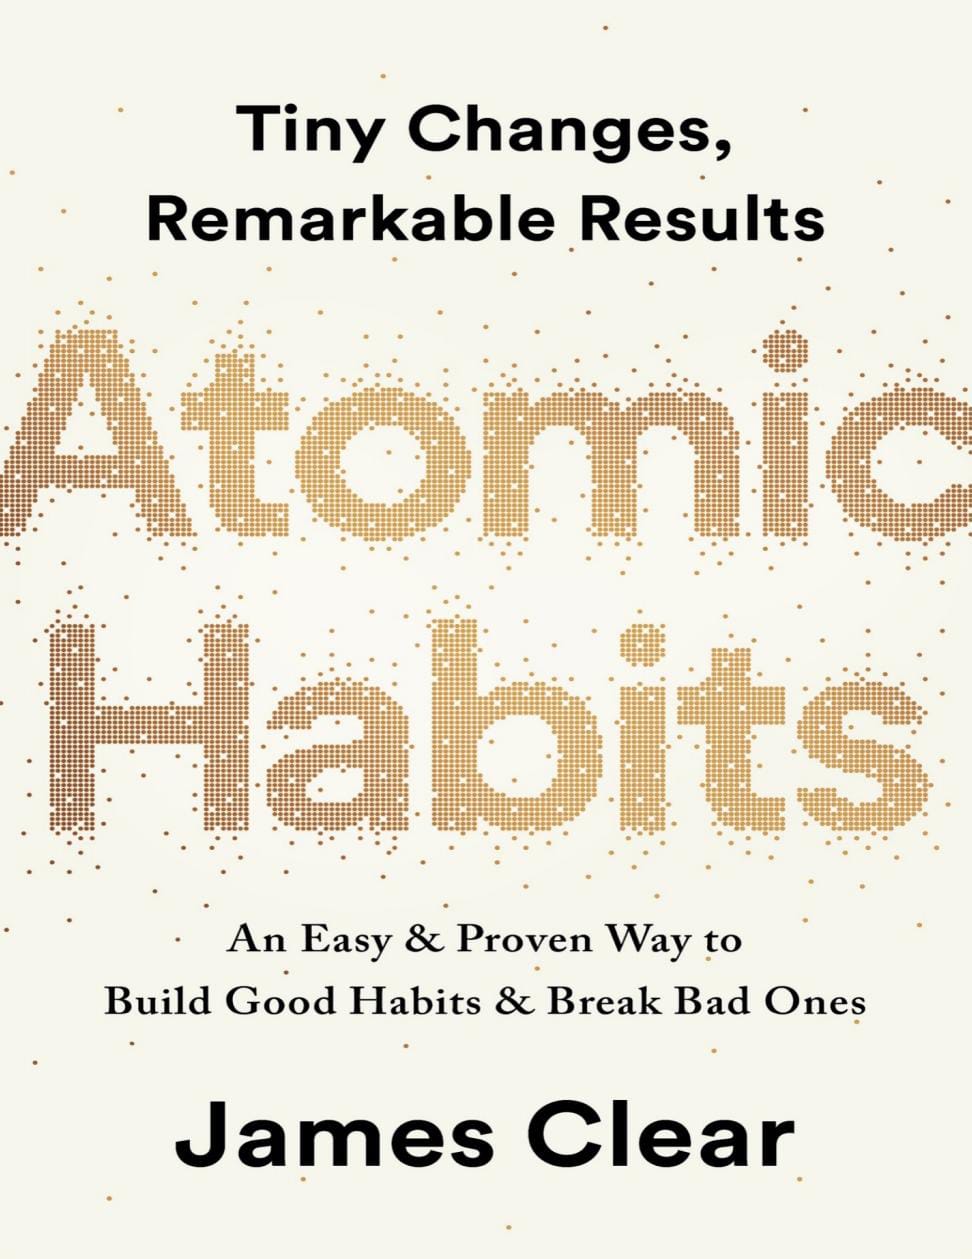 Tiny Changes,
Remarkable Results
Atomic
Habits
An Easy & Proven Way to
Build Good Habits & Break Bad Ones
James Clear